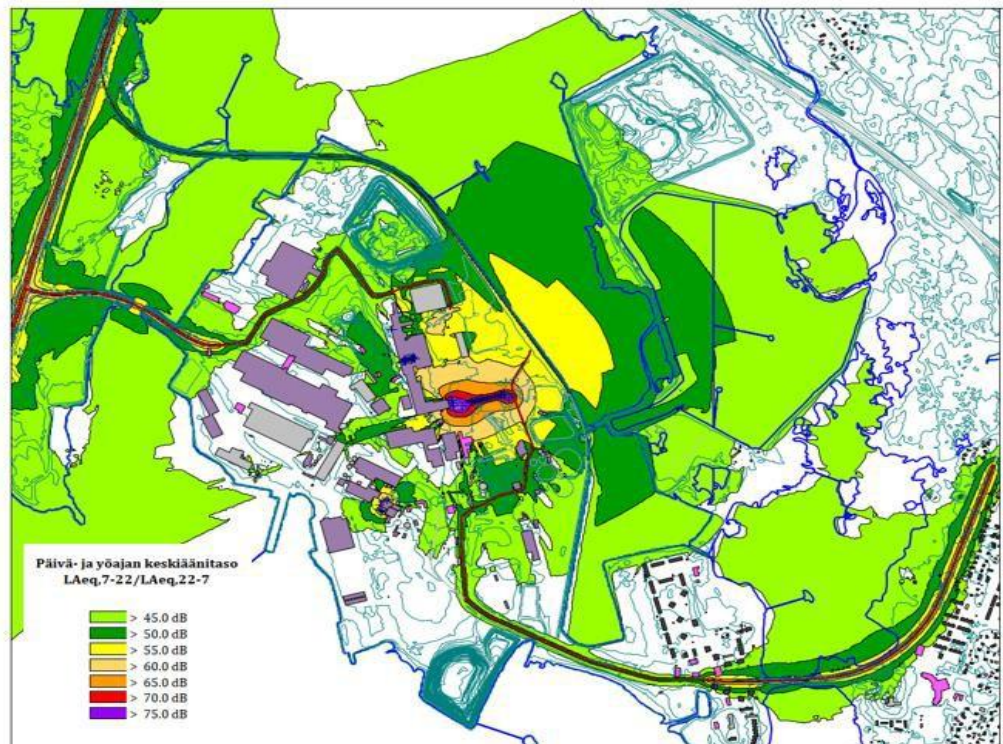 Päivä- ja yöajan keskiäänitaso
LAeq,7-22/LAeq,22-7
> 45.0 dB
> 50.0 dB
> 55.0 dB
> 60.0 dB
> 65.0 dB
> 70.0 dB
> 75.0 dB